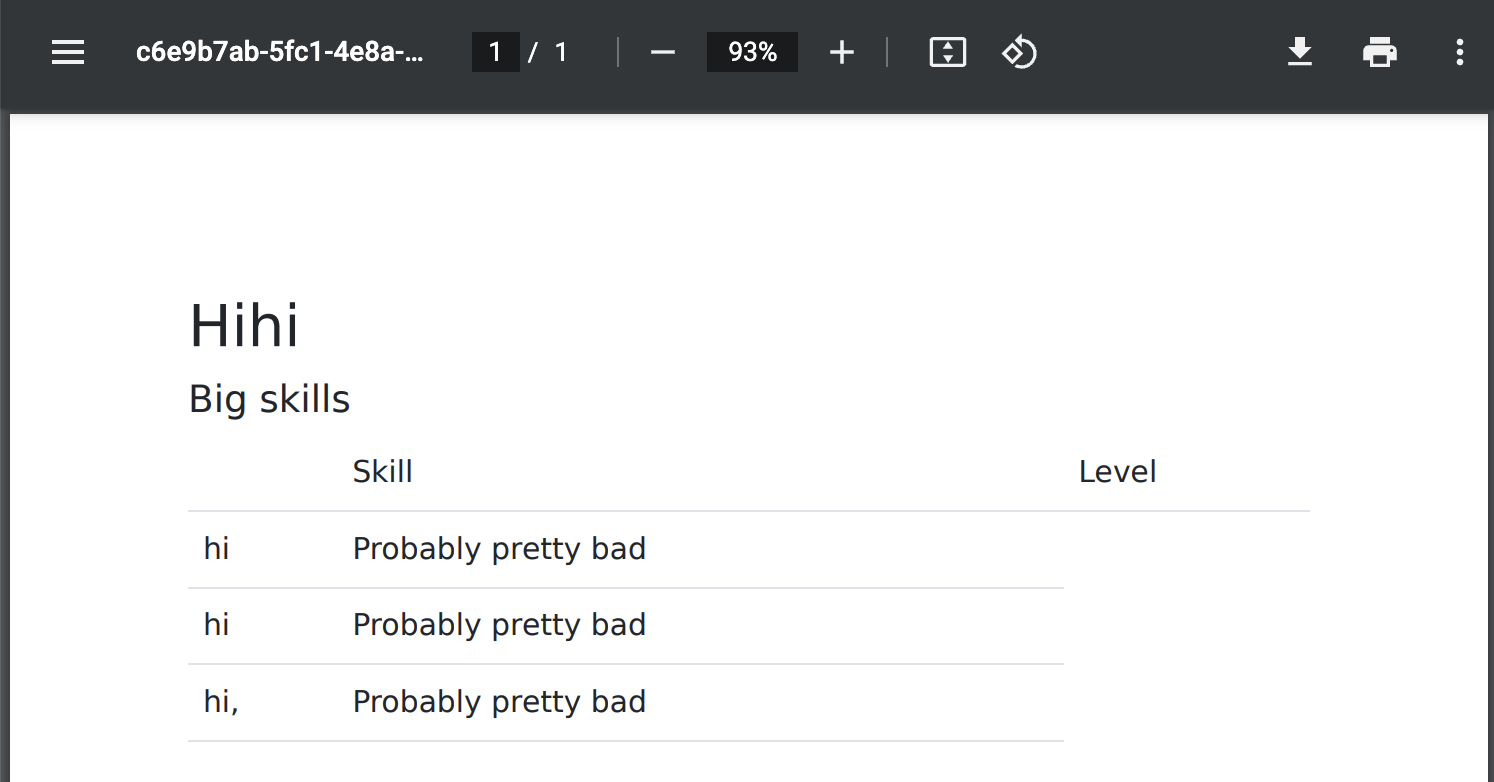 c6e9b7ab-5fc1-4e8a-... 1 / 1 93%
Hihi
Big skills
Skill Level
hi Probably pretty bad
hi Probably pretty bad
hi, Probably pretty bad